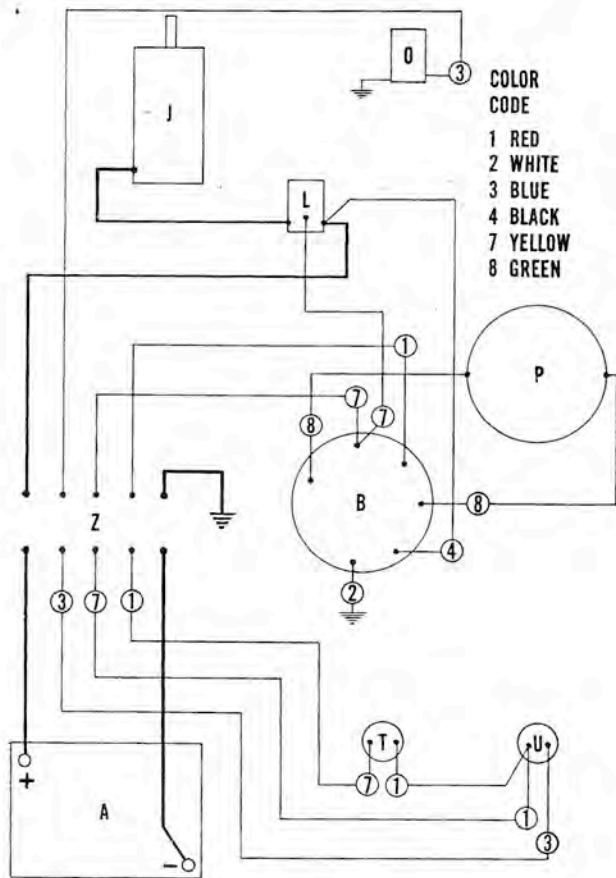 O
3
COLOR
CODE
1 RED
2 WHITE
3 BLUE
4 BLACK
7 YELLOW
8 GREEN
J
L
1
P
7
7
8
B
8
Z
4
2
3
7
1
T
U
7
1
+
A
1
-
3